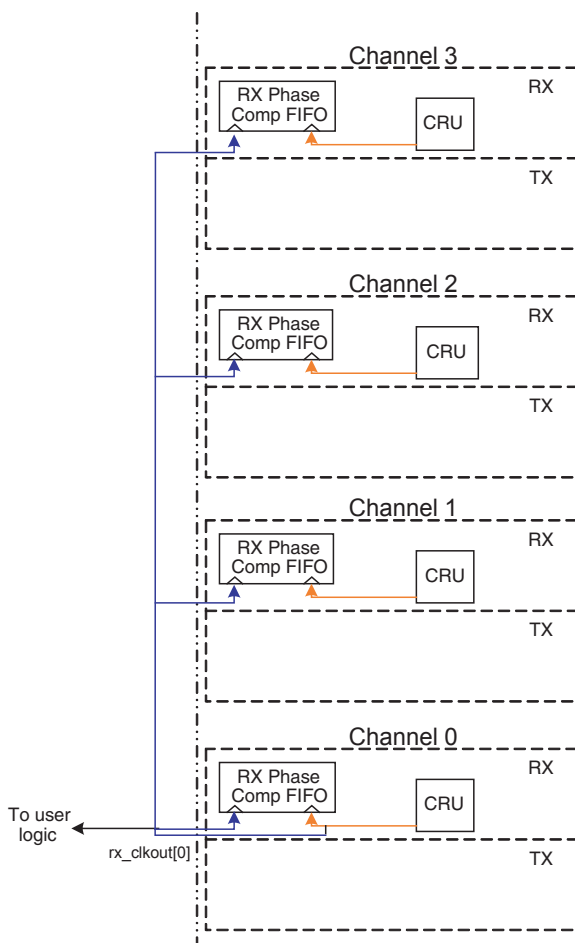 Channel 3
RX
RX Phase
Comp FIFO
CRU
TX
Channel 2
RX
RX Phase
Comp FIFO
CRU
TX
Channel 1
RX
RX Phase
Comp FIFO
CRU
TX
Channel 0
RX
RX Phase
Comp FIFO
CRU
To user
logic
rx_clkout[0]
TX